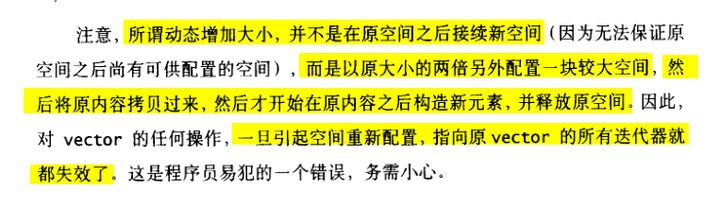 注意，所谓动态增加大小，并不是在原空间之后接续新空间（因为无法保证原
空间之后尚有可供配置的空间），而是以原大小的两倍另外配置一块较大空间，然
后将原内容拷贝过来，然后才开始在原内容之后构造新元素，并释放原空间。因此，
对 vector 的任何操作，一旦引起空间重新配置，指向原vector 的所有迭代器就
都失效了。这是程序员易犯的一个错误，务需小心。